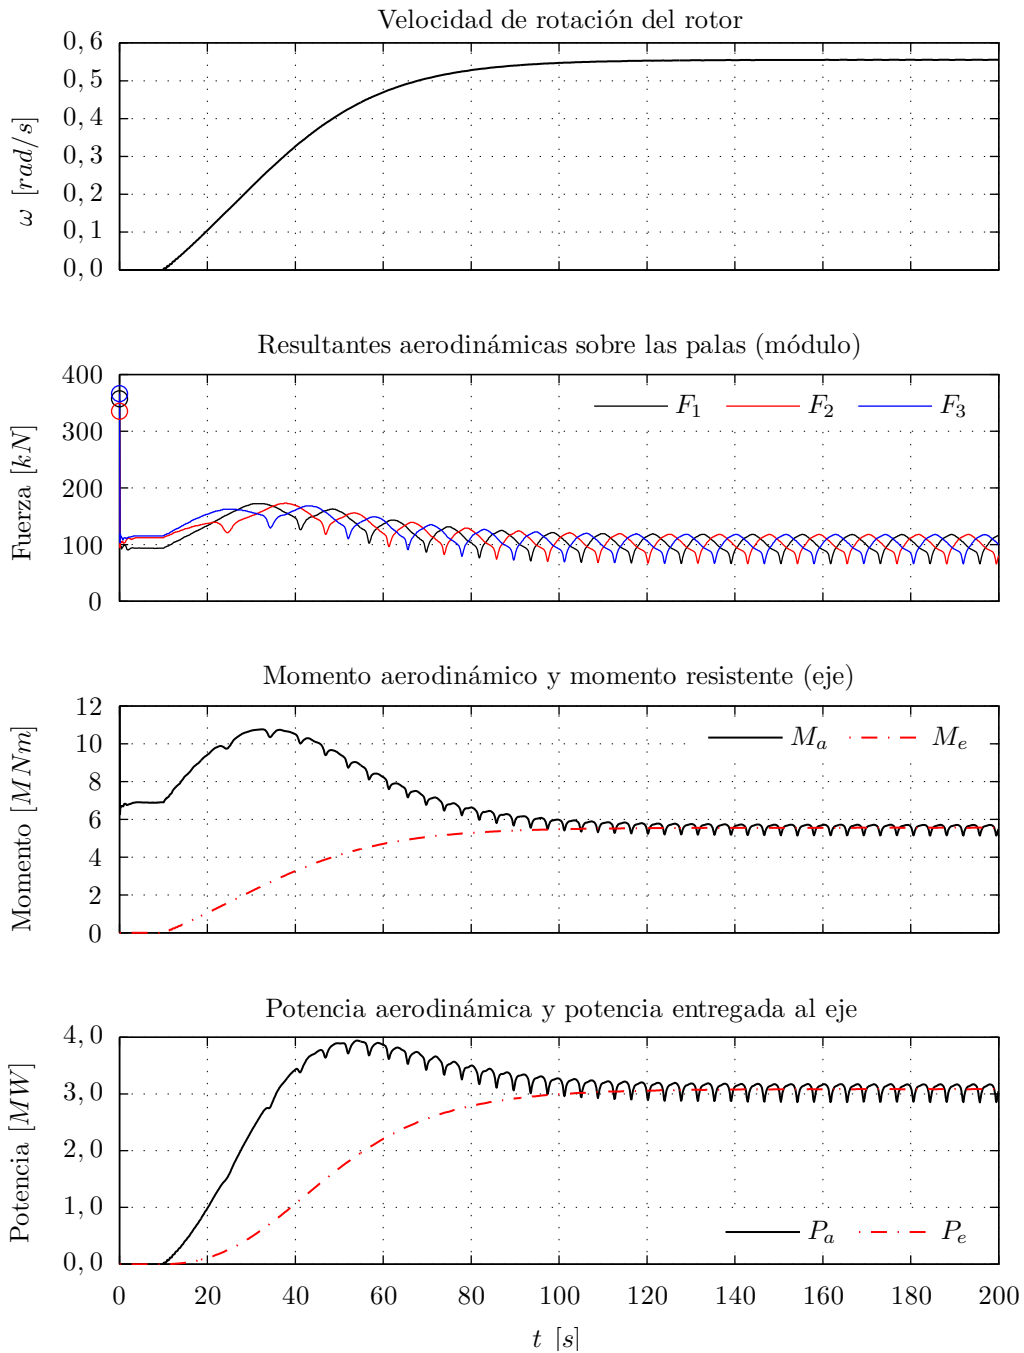 Velocidad de rotación del rotor
0,6
0,5
0,4
0,3
0,2
0,1
0,0
ω [rad/s]
Resultantes aerodinámicas sobre las palas (módulo)
400
300
200
100
0
Fuerza [kN]
F1 F2 F3
Momento aerodinámico y momento resistente (eje)
12
10
8
6
4
2
0
Momento [MNm]
Ma Me
Potencia aerodinámica y potencia entregada al eje
4,0
3,0
2,0
1,0
0,0
Potencia [MW]
Pa Pe
0 20 40 60 80 100 120 140 160 180 200
t [s]